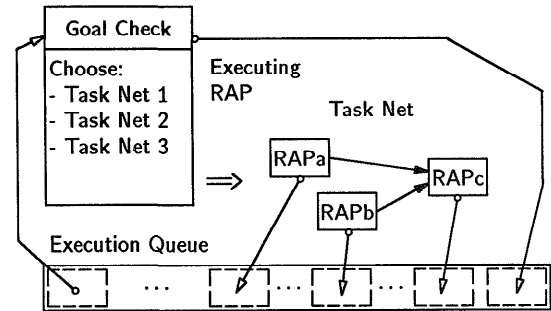 Goal Check
Choose:
- Task Net 1
- Task Net 2
- Task Net 3
Executing
RAP
Task Net
RAPa
RAPb
RAPc
Execution Queue
... ... ... ...